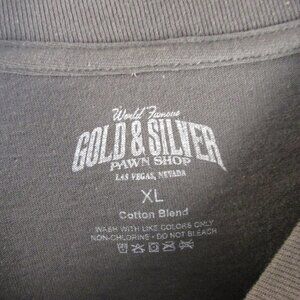 World Famous
GOLD & SILVER
PAWN SHOP
LAS VEGAS, NEVADA
XL
Cotton Blend
WASH WITH LIKE COLORS ONLY
NON-CHLORINE - DO NOT BLEACH